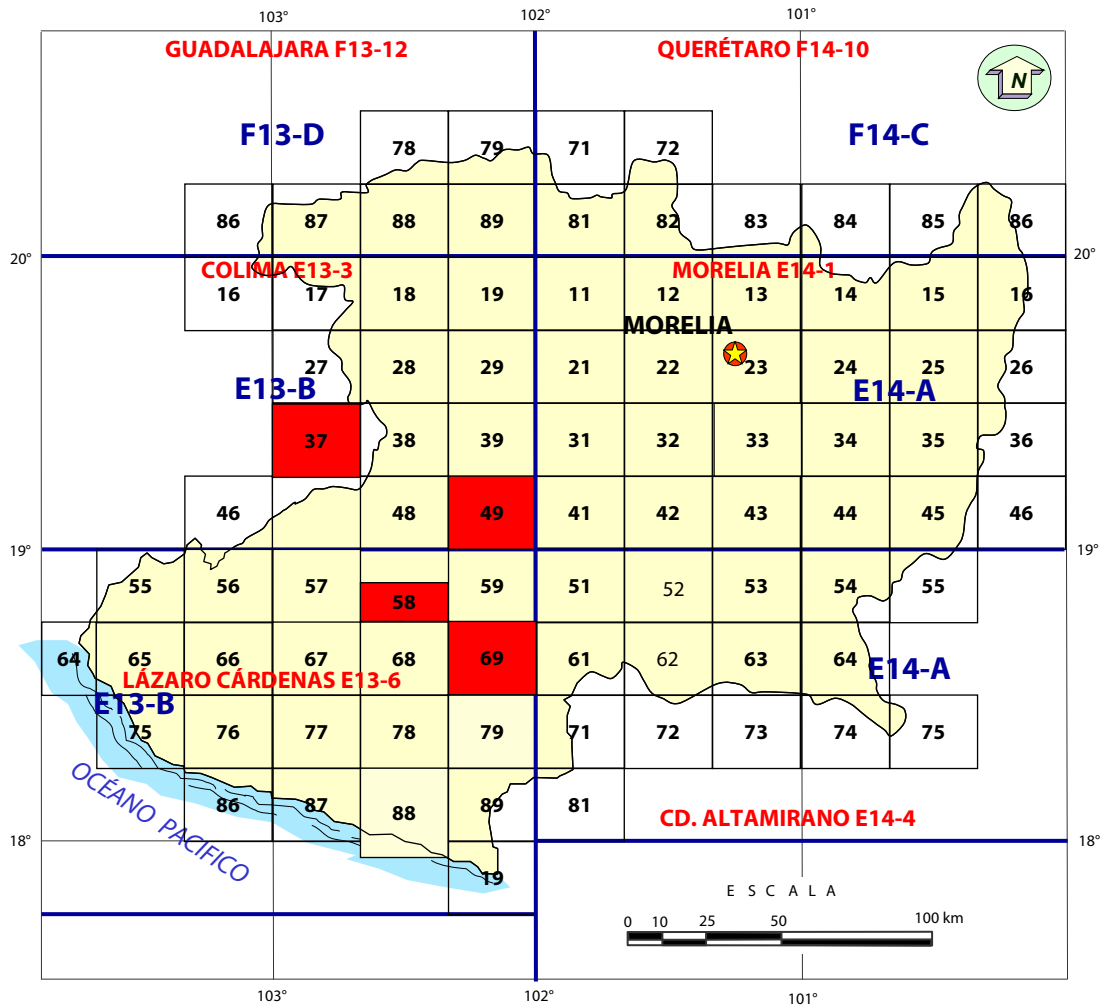 103° 102° 101°
GUADALAJARA F13-12 QUERÉTARO F14-10
N
F13-D F14-C
78 79 71 72
86 87 88 89 81 82 83 84 85 86
20° 20°
COLIMA E13-3 MORELIA E14-1
16 17 18 19 11 12 13 14 15 16
MORELIA
27 28 29 21 22 23 24 25 26
E13-B E14-A
37 38 39 31 32 33 34 35 36
46 48 49 41 42 43 44 45 46
19° 19°
55 56 57 58 59 51 52 53 54 55
64 65 66 67 68 69 61 62 63 64
E14-A
LÁZARO CÁRDENAS E13-6
E13-B
75 76 77 78 79 71 72 73 74 75
OCÉANO PACIFICO
86 87 88 89 81
CD. ALTAMIRANO E14-4
18° 18°
19
E S C A L A
0 10 25 50 100 km
103° 102° 101°